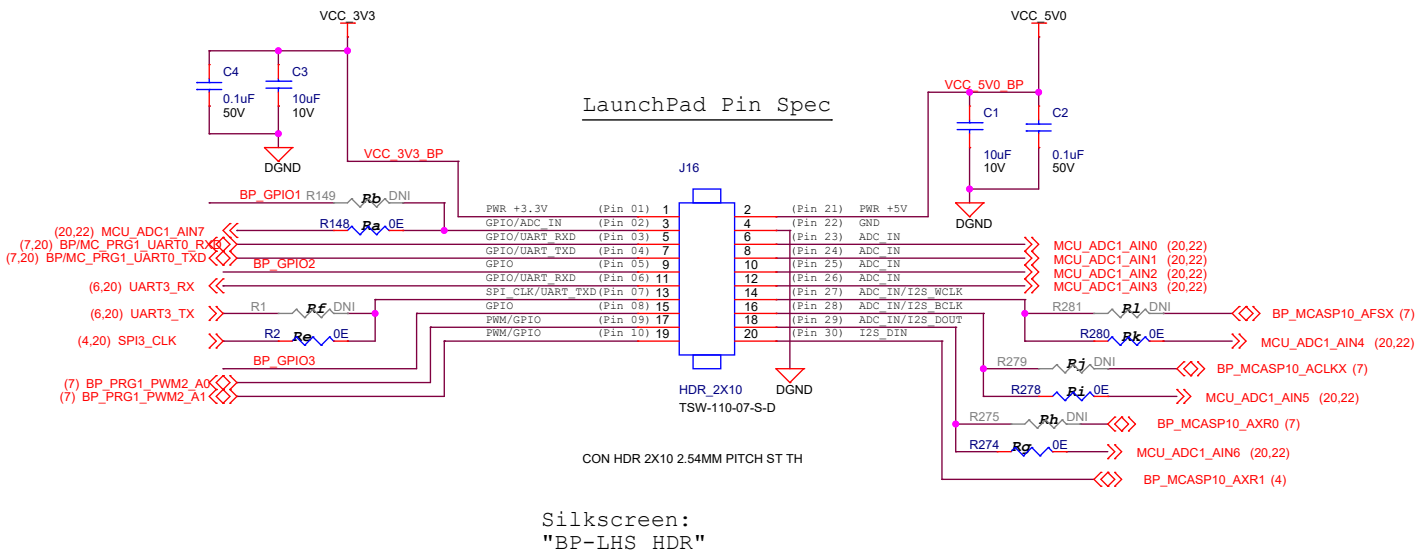 VCC_3V3
VCC_5V0
C4
0.1uF
50V
C3
10uF
10V
DGND
VCC_3V3_BP
LaunchPad Pin Spec
VCC_5V0_BP
C1
10uF
10V
C2
0.1uF
50V
DGND
J16
BP_GPIO1 R149 Rb DNI
(20,22) MCU_ADC1_AIN7 R148 Ra 0E
(7,20) BP/MC_PRG1_UART0_RXD
(7,20) BP/MC_PRG1_UART0_TXD
BP_GPIO2
(6,20) UART3_RX
(6,20) UART3_TX R1 Rf DNI
(4,20) SPI3_CLK R2 Re 0E
BP_GPIO3
(7) BP_PRG1_PWM2_A0
(7) BP_PRG1_PWM2_A1
PWR +3.3V (Pin 01) 1
GPIO/ADC_IN (Pin 02) 3
GPIO/UART_RXD (Pin 03) 5
GPIO/UART_TXD (Pin 04) 7
GPIO (Pin 05) 9
GPIO/UART_RXD (Pin 06) 11
SPI_CLK/UART_TXD (Pin 07) 13
GPIO (Pin 08) 15
PWM/GPIO (Pin 09) 17
PWM/GPIO (Pin 10) 19
2 (Pin 21) PWR +5V
4 (Pin 22) GND
6 (Pin 23) ADC_IN
8 (Pin 24) ADC_IN
10 (Pin 25) ADC_IN
12 (Pin 26) ADC_IN
14 (Pin 27) ADC_IN/I2S_WCLK
16 (Pin 28) ADC_IN/I2S_BCLK
18 (Pin 29) ADC_IN/I2S_DOUT
20 (Pin 30) I2S_DIN
MCU_ADC1_AIN0 (20,22)
MCU_ADC1_AIN1 (20,22)
MCU_ADC1_AIN2 (20,22)
MCU_ADC1_AIN3 (20,22)
R281 Rl DNI BP_MCASP10_AFSX (7)
R280 Rk 0E MCU_ADC1_AIN4 (20,22)
R279 Rj DNI BP_MCASP10_ACLKX (7)
R278 Ri 0E MCU_ADC1_AIN5 (20,22)
R275 Rh DNI BP_MCASP10_AXR0 (7)
R274 Rg 0E MCU_ADC1_AIN6 (20,22)
BP_MCASP10_AXR1 (4)
HDR_2X10
TSW-110-07-S-D
DGND
CON HDR 2X10 2.54MM PITCH ST TH
Silkscreen:
"BP-LHS HDR"